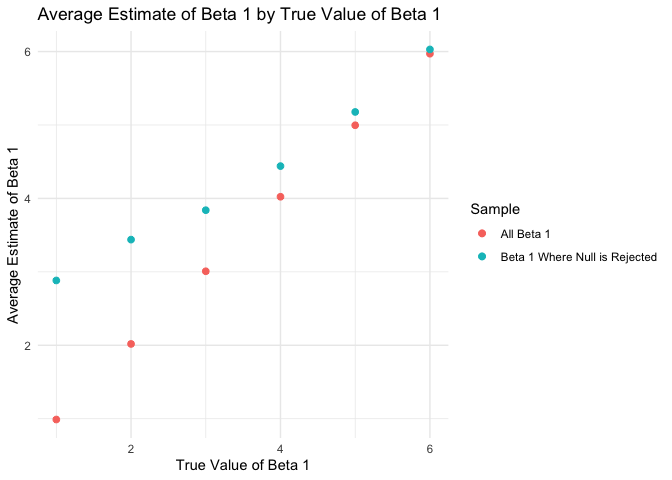 Average Estimate of Beta 1 by True Value of Beta 1
Average Estimate of Beta 1
6
4
2
2
4
6
True Value of Beta 1
Sample
All Beta 1
Beta 1 Where Null is Rejected